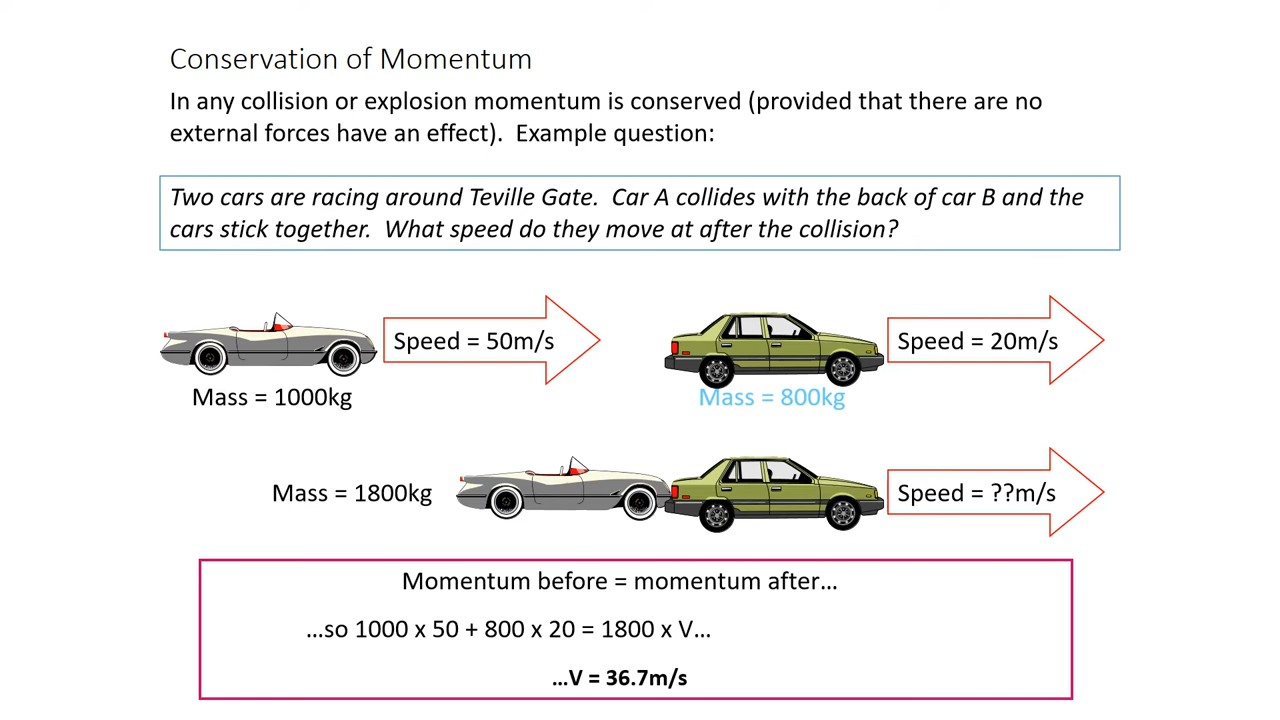 Conservation of Momentum
In any collision or explosion momentum is conserved (provided that there are no
external forces have an effect).  Example question:
Two cars are racing around Teville Gate.  Car A collides with the back of car B and the
cars stick together.  What speed do they move at after the collision?
Speed = 50m/s
Speed = 20m/s
Mass = 1000kg
Mass = 800kg
Mass = 1800kg
Speed = ??m/s
Momentum before = momentum after…
…so 1000 x 50 + 800 x 20 = 1800 x V…
…V = 36.7m/s